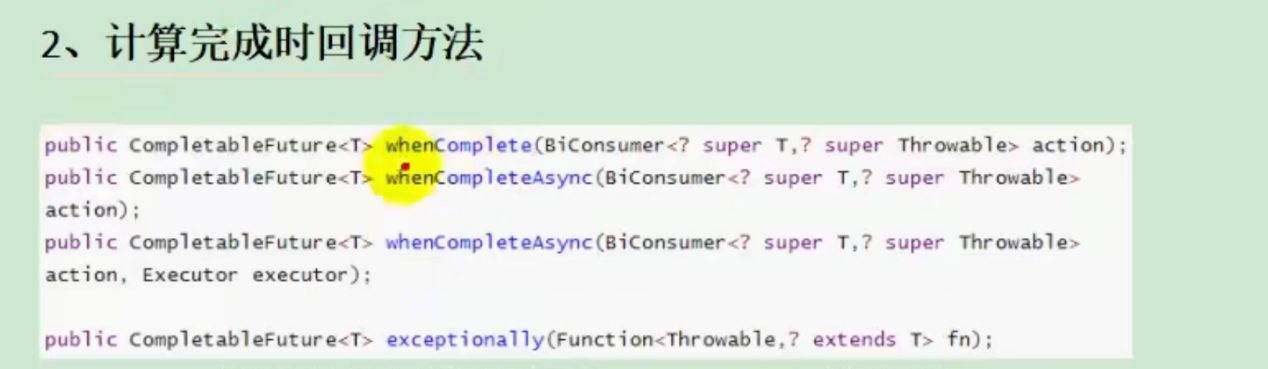 2、计算完成时回调方法
public CompletableFuture<T> whenComplete(BiConsumer<? super T,? super Throwable> action);
public CompletableFuture<T> whenCompleteAsync(BiConsumer<? super T,? super Throwable>
action);
public CompletableFuture<T> whenCompleteAsync(BiConsumer<? super T,? super Throwable>
action, Executor executor);
public CompletableFuture<T> exceptionally(Function<Throwable,? extends T> fn);